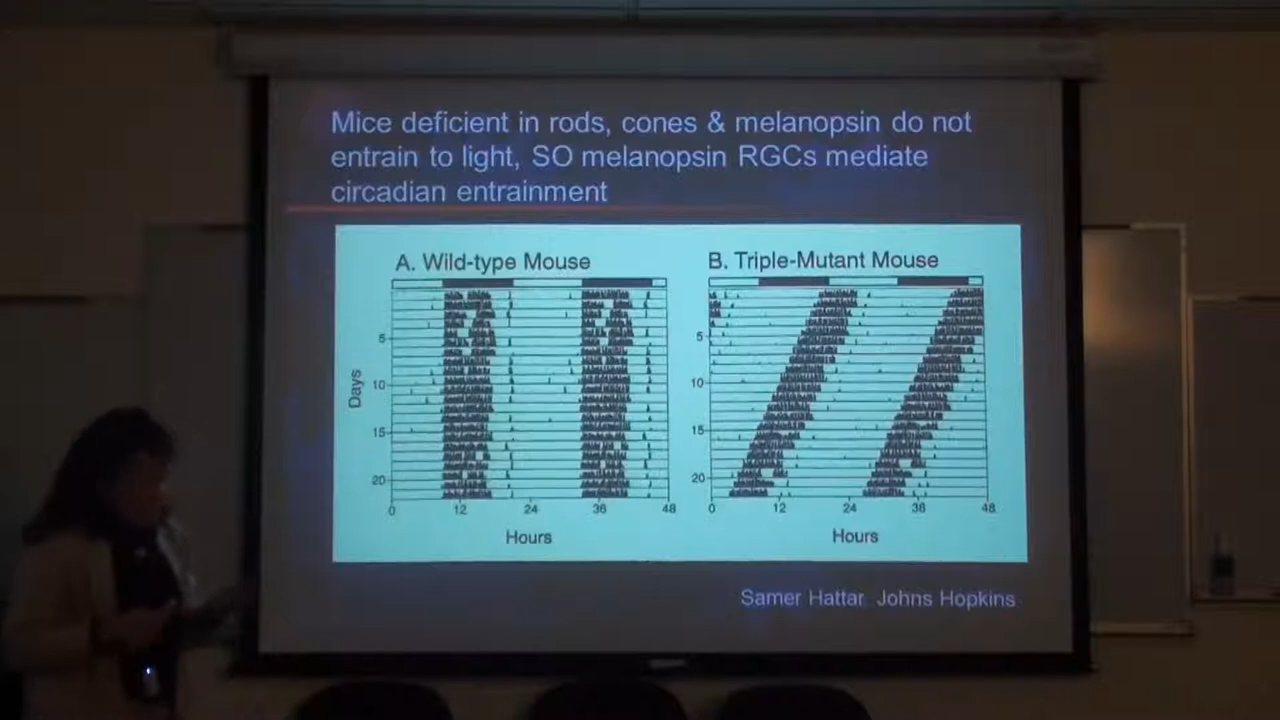 Mice deficient in rods, cones & melanopsin do not
entrain to light, SO melanopsin RGCs mediate
circadian entrainment
A. Wild-type Mouse
B. Triple-Mutant Mouse
Days
5
10
15
20
0 12 24 36 48
Hours
5
10
15
20
0 12 24 36 48
Hours
Samer Hattar Johns Hopkins